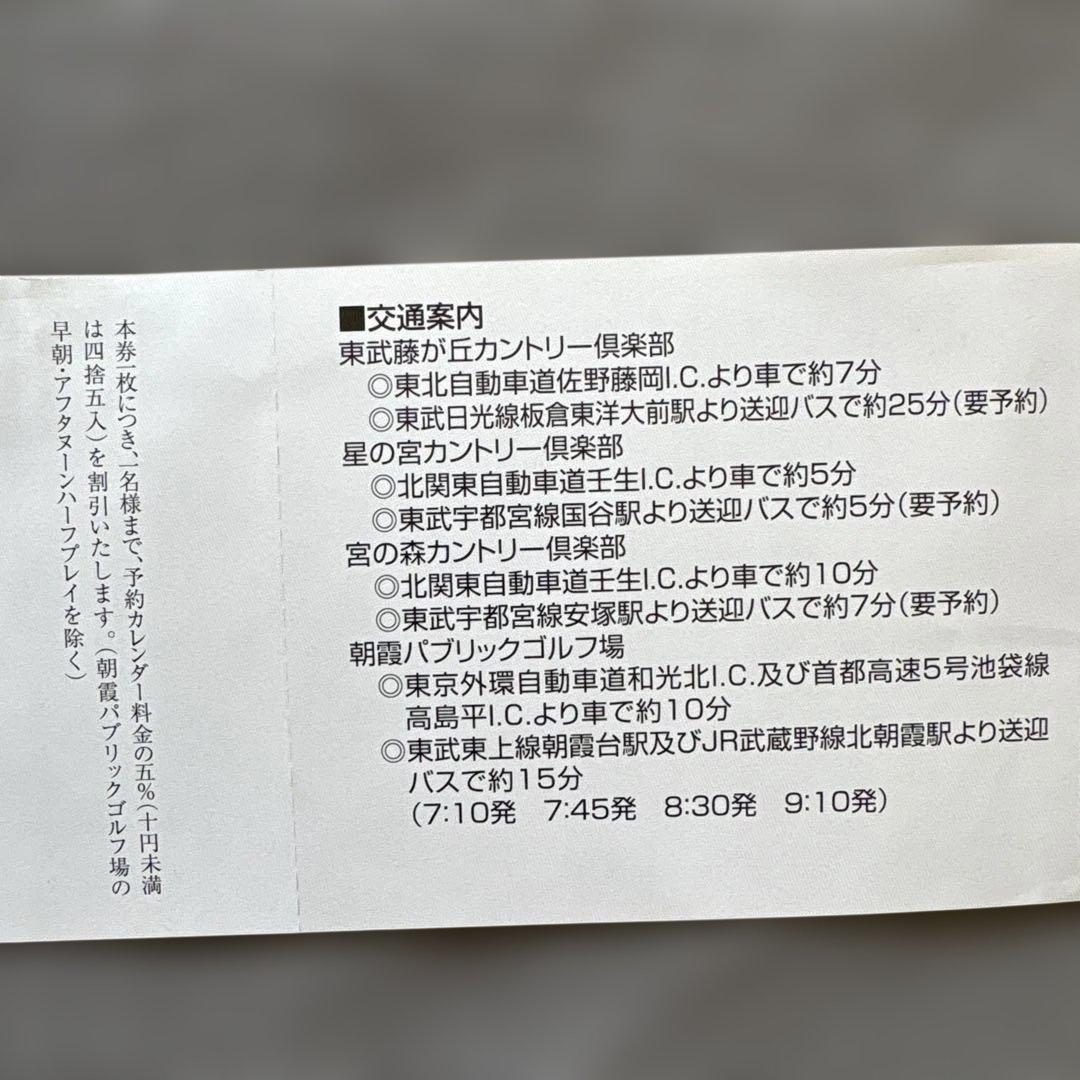 ■交通案内
東武藤が丘カントリー倶楽部
◎東北自動車道佐野藤岡I.C.より車で約7分
◎東武日光線板倉東洋大前駅より送迎バスで約25分(要予約)
星の宮カントリー倶楽部
◎北関東自動車道壬生I.C.より車で約5分
◎東武宇都宮線国谷駅より送迎バスで約5分(要予約)
宮の森カントリー倶楽部
◎北関東自動車道壬生I.C.より車で約10分
◎東武宇都宮線安塚駅より送迎バスで約7分(要予約)
朝霞パブリックゴルフ場
◎東京外環自動車道和光北I.C.及び首都高速5号池袋線
高島平I.C.より車で約10分
◎東武東上線朝霞台駅及びJR武蔵野線北朝霞駅より送迎
バスで約15分
(7:10発 7:45発 8:30発 9:10発)
本券一枚につき、一名様まで、予約カレンダー料金の五%(十円未満
は四捨五入)を割引いたします。(朝霞パブリックゴルフ場の
早朝・アフタヌーンハーフプレイを除く)